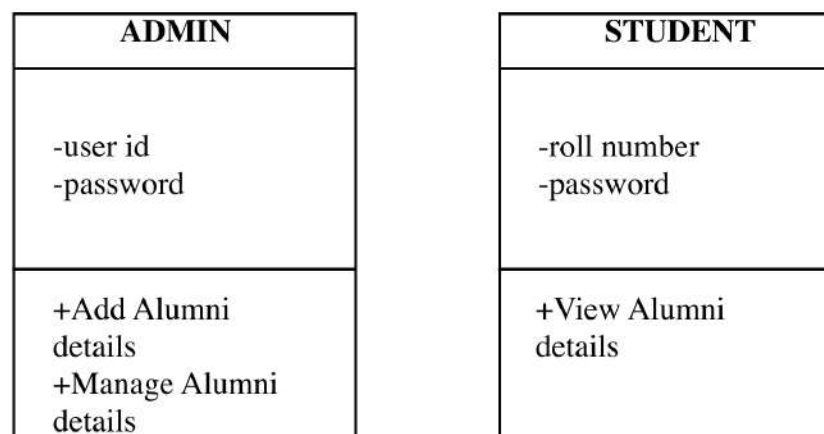 ADMIN
-user id
-password
+Add Alumni
details
+Manage Alumni
details
STUDENT
-roll number
-password
+View Alumni
details